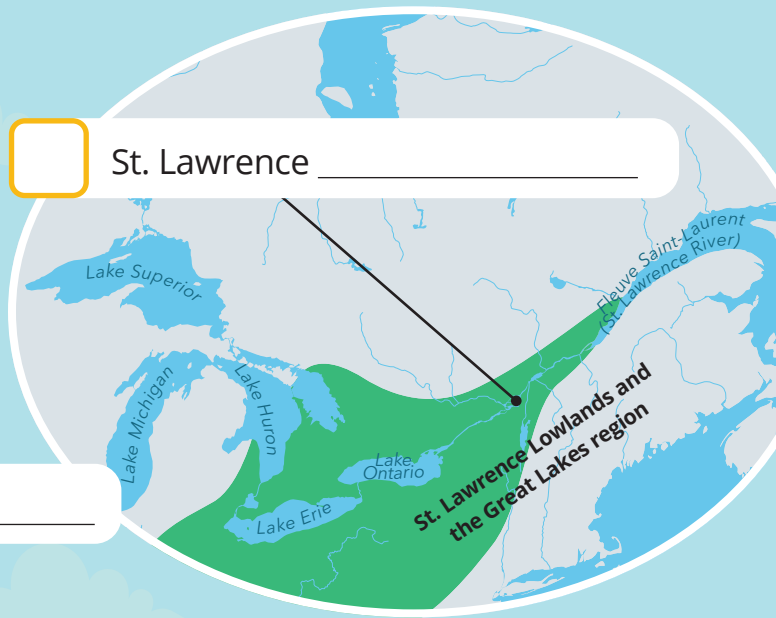 St. Lawrence
Fleuve Saint-Laurent
(St. Lawrence River)
Lake Superior
Lake Michigan
Lake Huron
Lake
Ontario
Lake Erie
St. Lawrence Lowlands and
the Great Lakes region